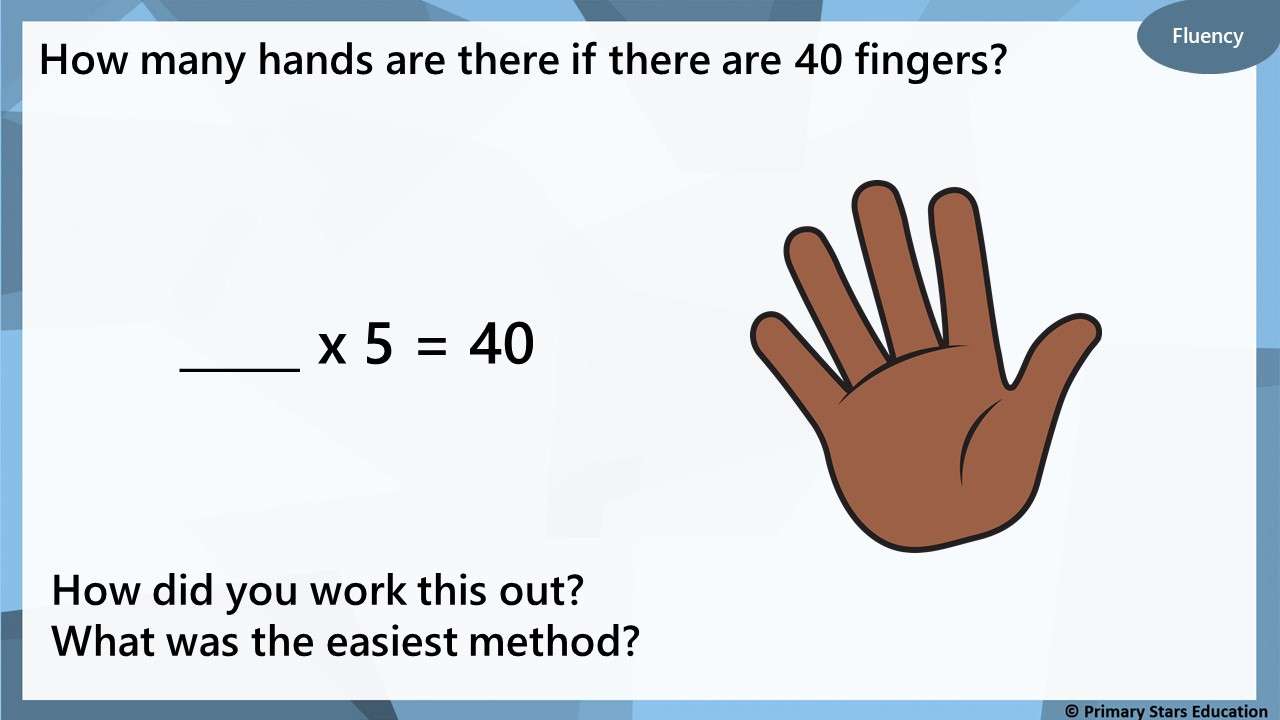 Fluency
How many hands are there if there are 40 fingers?
____ x 5 = 40
How did you work this out?
What was the easiest method?
© Primary Stars Education